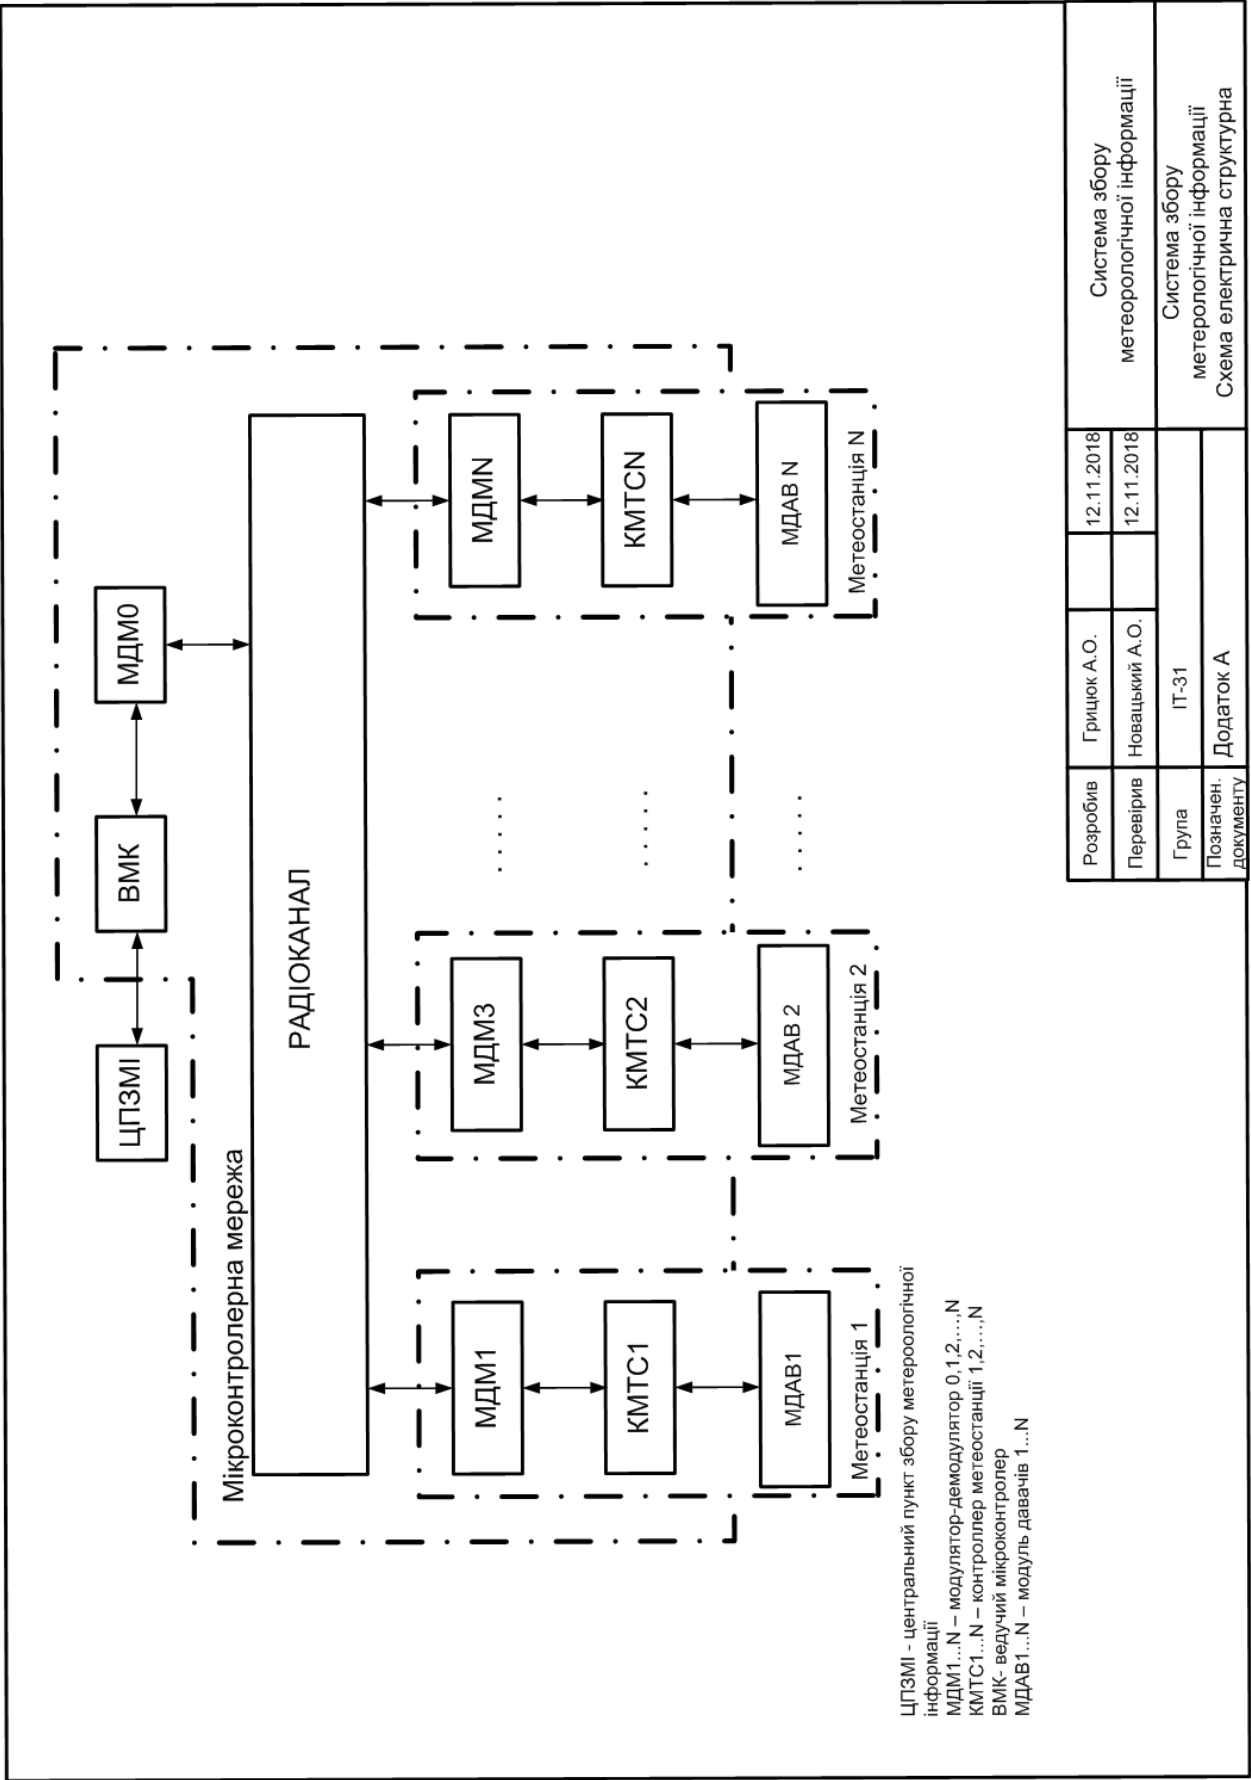 ЦПЗМІ
ВМК
МДМ0
Мікроконтролерна мережа
РАДІОКАНАЛ
МДМ1
МДМ3
.....
МДМN
КМТС1
КМТС2
.....
КМТСN
МДАВ1
МДАВ 2
.....
МДАВ N
Метеостанція 1
Метеостанція 2
Метеостанція N
ЦПЗМІ - центральний пункт збору метероологічної
інформації
МДМ1...N – модулятор-демодулятор 0,1,2,...,N
КМТС1...N – контроллер метеостанції 1,2,...,N
ВМК- ведучий мікроконтролер
МДАВ1...N – модуль давачів 1...N
Розробив Грицюк А.О. 12.11.2018
Перевірив Новацький А.О. 12.11.2018
Система збору
метеорологічної інформації
Група ІТ-31
Позначен.
документу
Додаток А
Система збору
метерологічної інформації
Схема електрична структурна